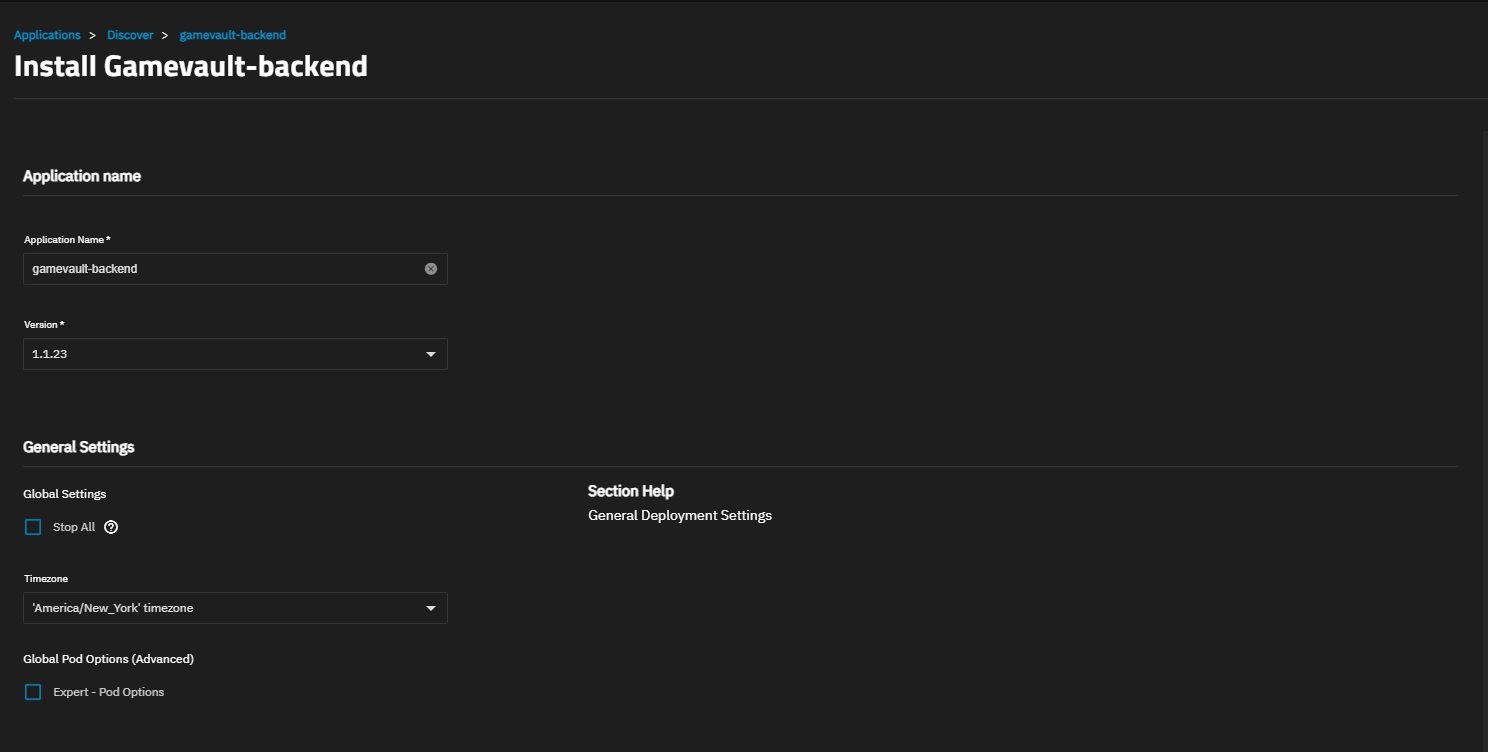 Applications > Discover > gamevault-backend
Install Gamevault-backend
Application name
Application Name *
gamevault-backend
Version *
1.1.23
General Settings
Global Settings
Section Help
General Deployment Settings
Stop All
Timezone
'America/New_York' timezone
Global Pod Options (Advanced)
Expert - Pod Options